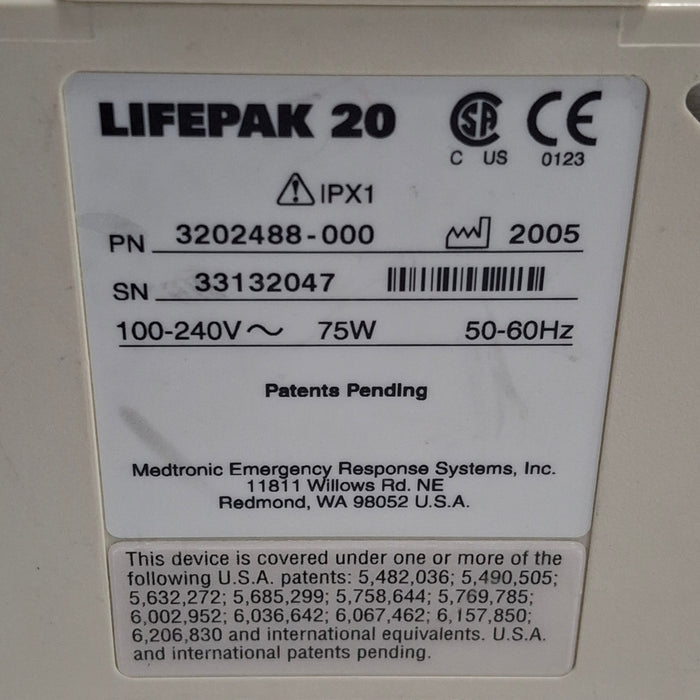 LIFEPAK 20
C US 0123
IPX1
PN 3202488-000 2005
SN 33132047
100-240V ~ 75W 50-60Hz
Patents Pending
Medtronic Emergency Response Systems, Inc.
11811 Willows Rd. NE
Redmond, WA 98052 U.S.A.
This device is covered under one or more of the
following U.S.A. patents: 5,482,036; 5,490,505;
5,632,272; 5,685,299; 5,758,644; 5,769,785;
6,002,952; 6,036,642; 6,067,462; 6,157,850;
6,206,830 and international equivalents. U.S.A.
and international patents pending.